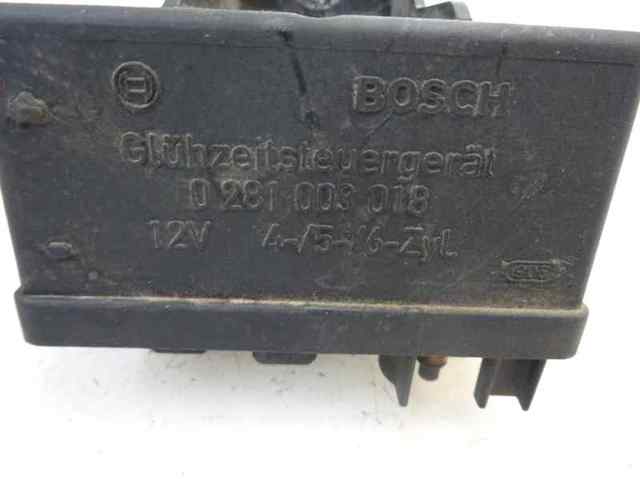 BOSCH
Glühzeitsteuergerät
0 281 003 018
12V 4-/5-/6-Zyl.